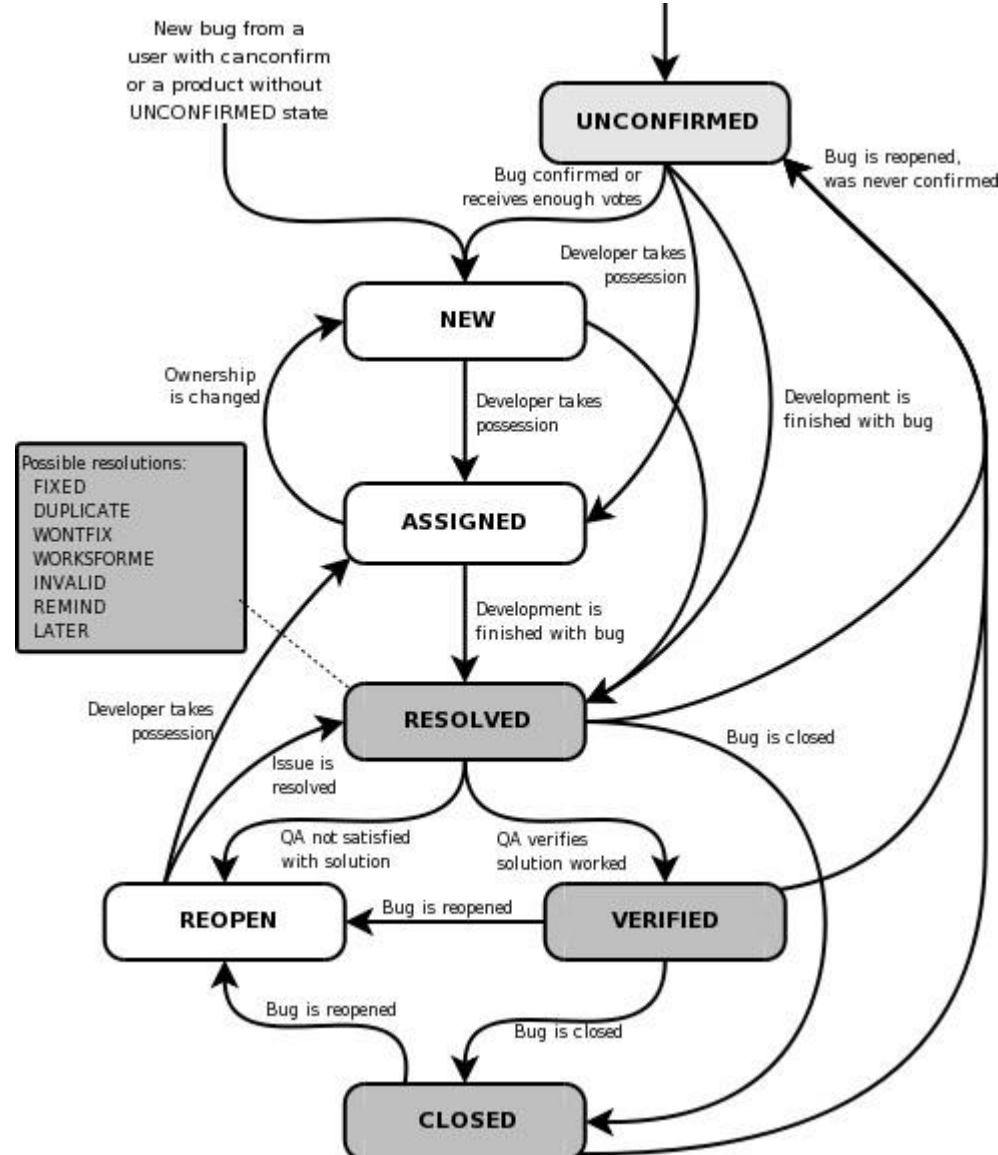 New bug from a
user with canconfirm
or a product without
UNCONFIRMED state
UNCONFIRMED
Bug is reopened,
was never confirmed
Bug confirmed or
receives enough votes
Developer takes
possession
NEW
Ownership
is changed
Developer takes
possession
Development is
finished with bug
Possible resolutions:
FIXED
DUPLICATE
WONTFIX
WORKSFORME
INVALID
REMIND
LATER
ASSIGNED
Development is
finished with bug
Developer takes
possession
RESOLVED
Bug is closed
Issue is
resolved
QA not satisfied
with solution
QA verifies
solution worked
REOPEN
Bug is reopened
VERIFIED
Bug is reopened
Bug is closed
CLOSED